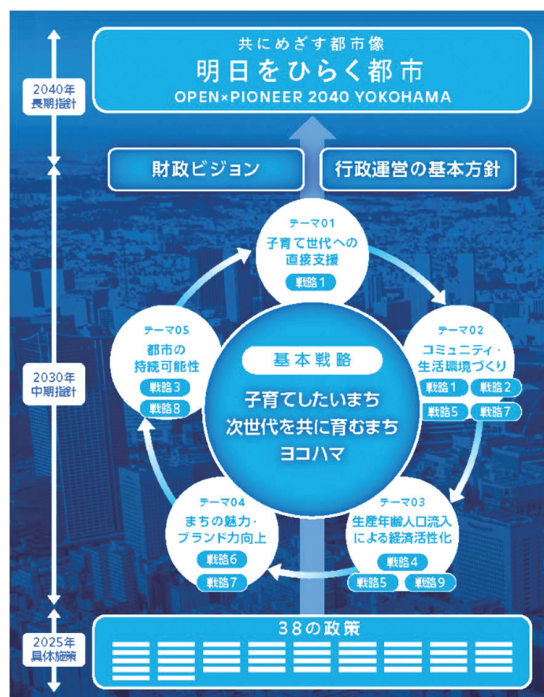 共にめざす都市像
明日をひらく都市
OPEN×PIONEER 2040 YOKOHAMA
2040年
長期指針
財政ビジョン
行政運営の基本方針
テーマ01
子育て世代への
直接支援
戦略1
テーマ05
都市の
持続可能性
戦略3
戦略8
テーマ02
コミュニティ・
生活環境づくり
戦略1 戦略2
戦略5 戦略7
2030年
中期指針
基本戦略
子育てしたいまち
次世代を共に育むまち
ヨコハマ
テーマ04
まちの魅力・
ブランド力向上
戦略6
戦略7
テーマ03
生産年齢人口流入
による経済活性化
戦略4
戦略5 戦略9
2025年
具体施策
38の政策